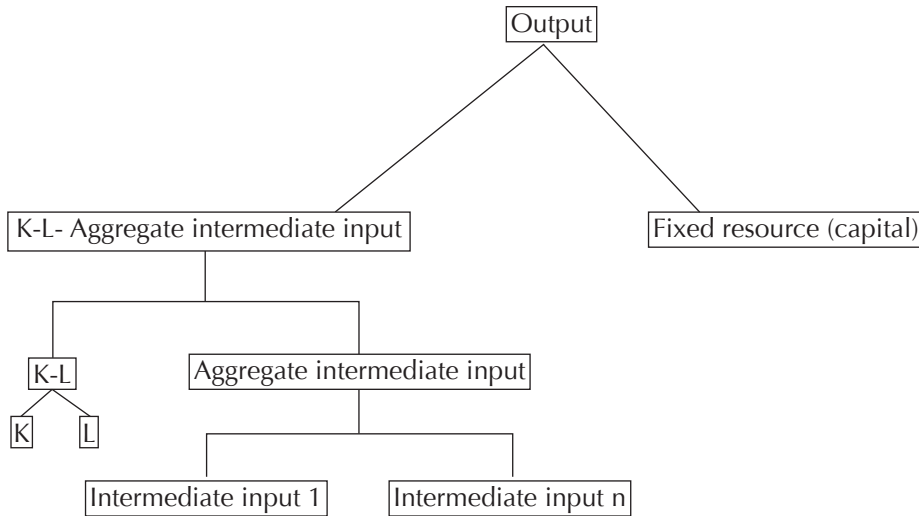 Output
K-L- Aggregate intermediate input
Fixed resource (capital)
K-L
Aggregate intermediate input
K
L
Intermediate input 1
Intermediate input n